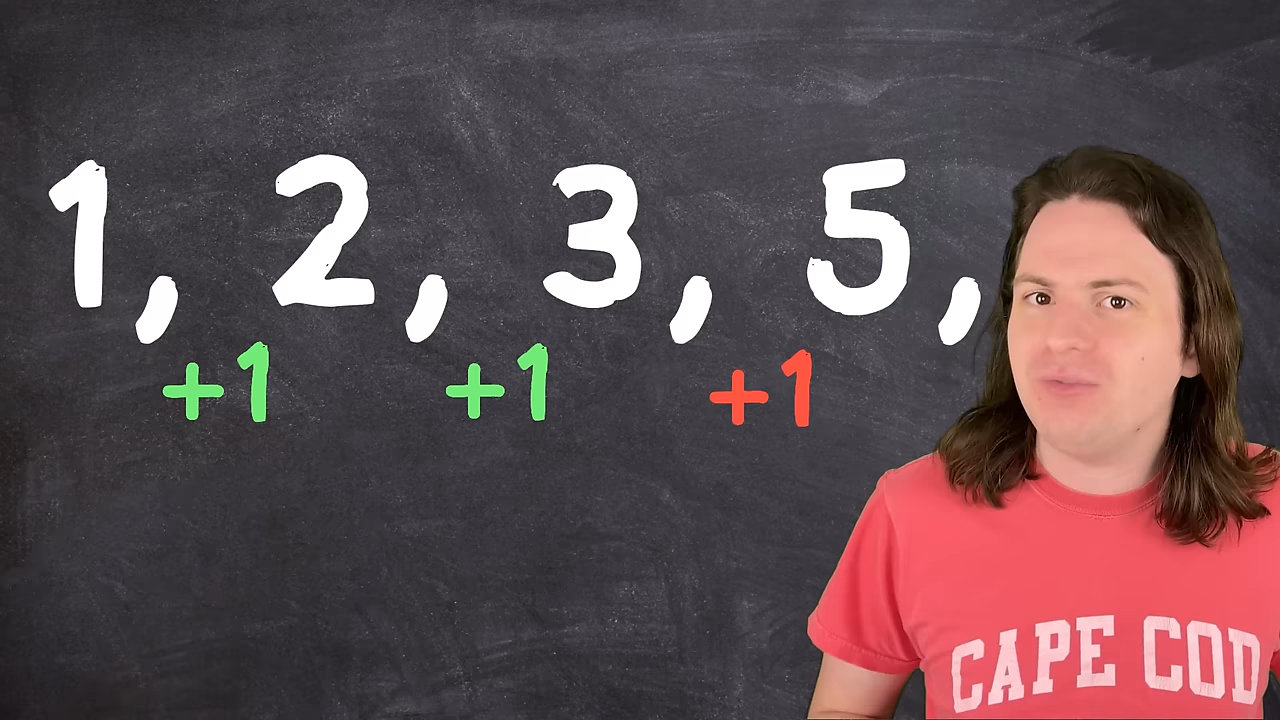 1, 2, 3, 5,
+1 +1 +1
CAPE COD